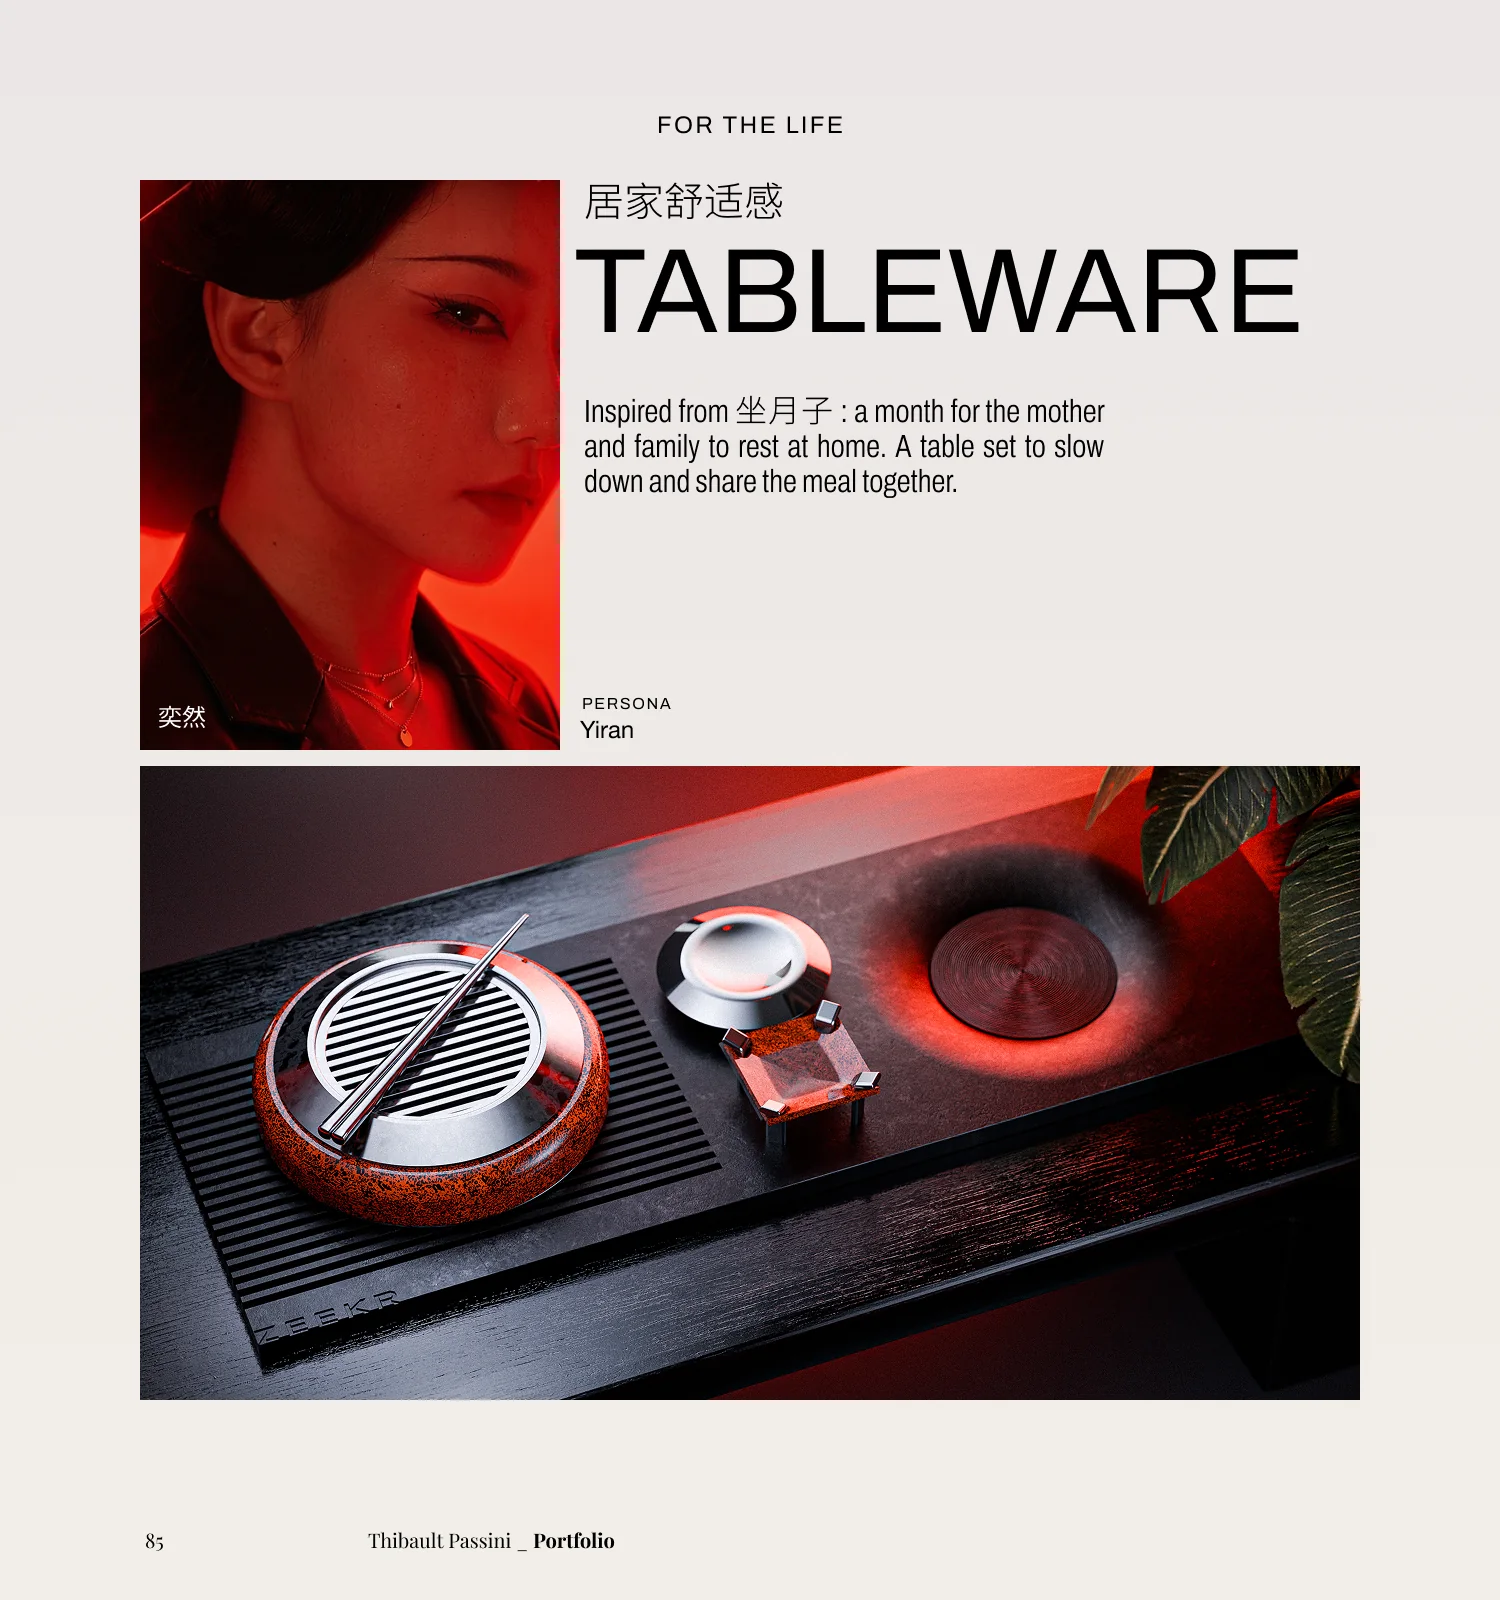 FOR THE LIFE
居家舒适感
TABLEWARE
Inspired from 坐月子 : a month for the mother
and family to rest at home. A table set to slow
down and share the meal together.
奕然
PERSONA
Yiran
ZEEKR
85
Thibault Passini _ Portfolio